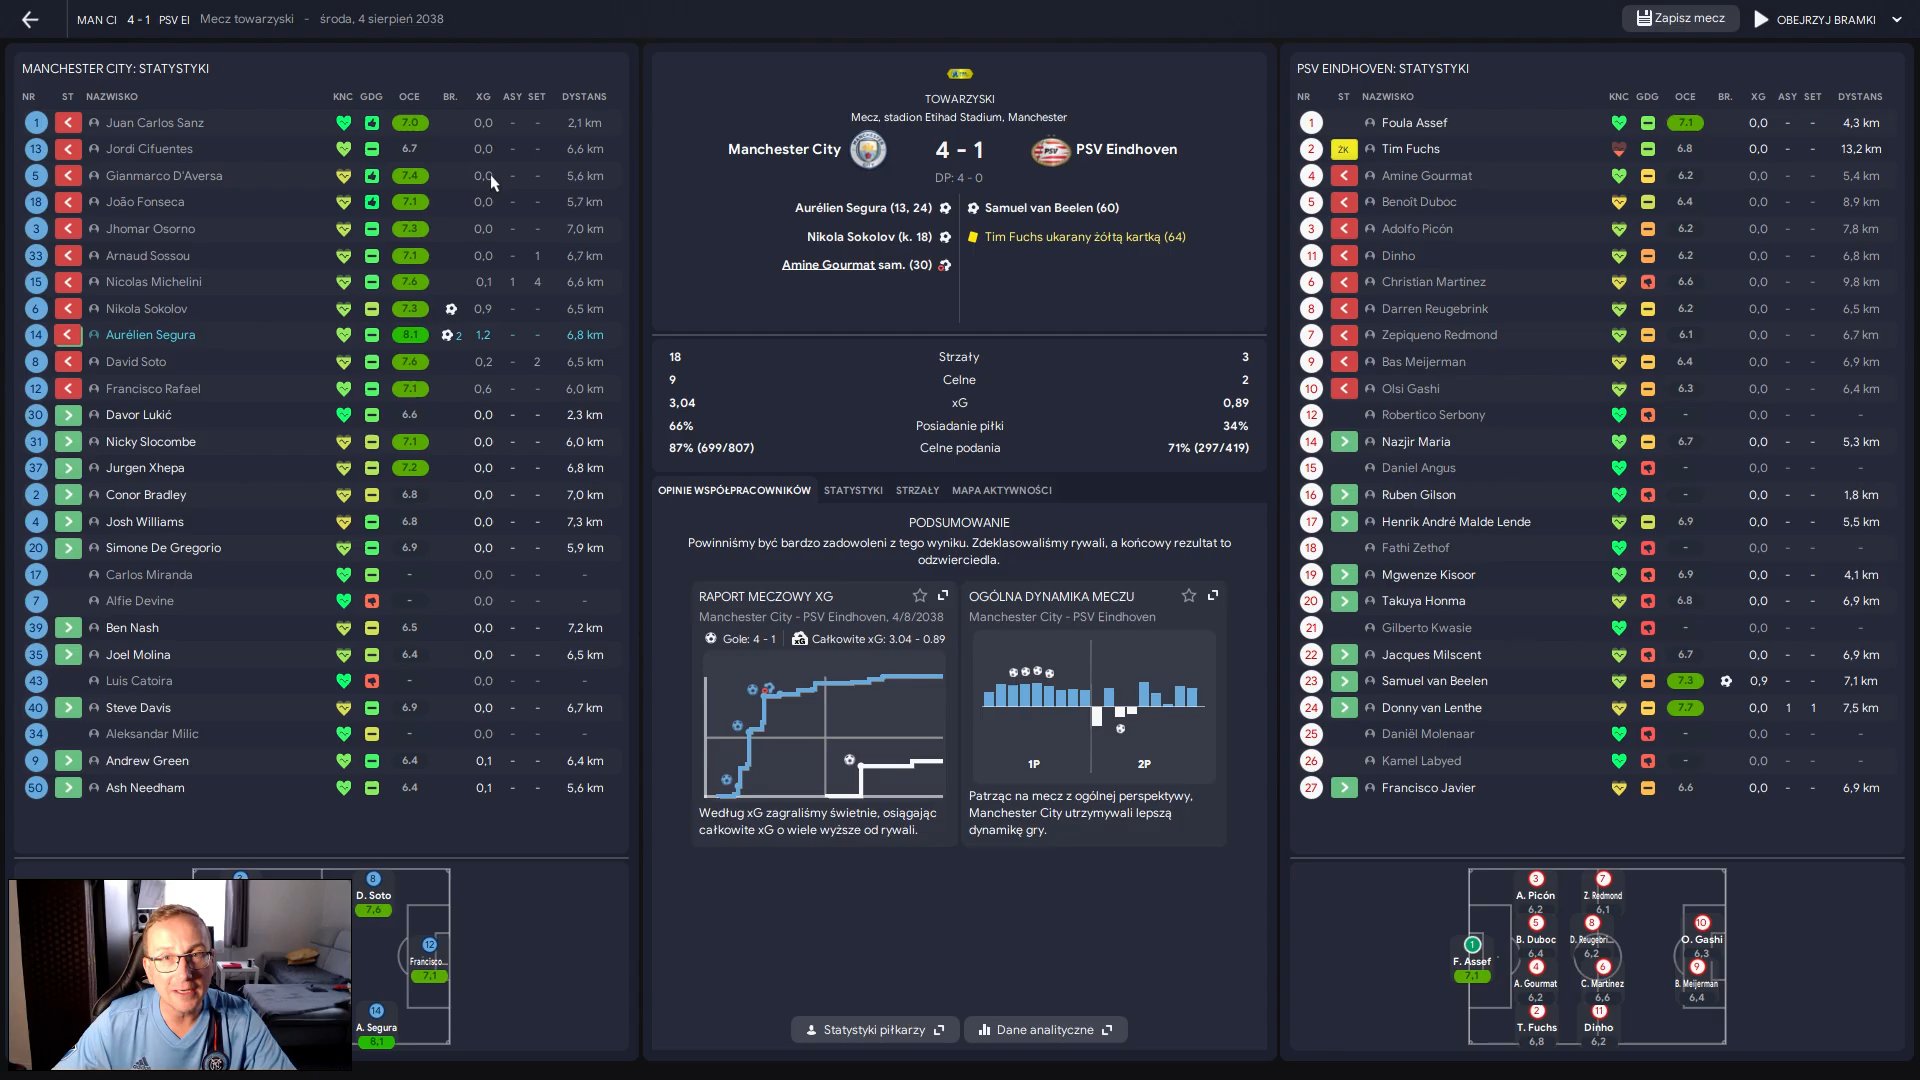 MAN CI 4 - 1 PSV EI Mecz towarzyski - środa, 4 sierpień 2038
Zapisz mecz OBEJRZYJ BRAMKI
MANCHESTER CITY: STATYSTYKI
NR ST NAZWISKO KNC GDG OCE BR. XG ASY SET DYSTANS
1 Juan Carlos Sanz 7.0 0,0 - - 2,1 km
13 Jordi Cifuentes 6.7 0,0 - - 6,6 km
5 Gianmarco D'Aversa 7.4 0,0 - - 5,6 km
18 João Fonseca 7.1 0,0 - - 5,7 km
3 Jhomar Osorno 7.3 0,0 - - 7,0 km
33 Arnaud Sossou 7.1 0,0 - 1 6,7 km
15 Nicolas Michelini 7.6 0,1 1 4 6,6 km
6 Nikola Sokolov 7.3 0,9 - - 6,5 km
14 Aurélien Segura 8.1 2 1,2 - - 6,8 km
8 David Soto 7.6 0,2 - 2 6,5 km
12 Francisco Rafael 7.1 0,6 - - 6,0 km
30 Davor Lukić 6.6 0,0 - - 2,3 km
31 Nicky Slocombe 7.1 0,0 - - 6,0 km
37 Jurgen Xhepa 7.2 0,0 - - 6,8 km
2 Conor Bradley 6.8 0,0 - - 7,0 km
4 Josh Williams 6.8 0,0 - - 7,3 km
20 Simone De Gregorio 6.9 0,0 - - 5,9 km
17 Carlos Miranda - 0,0 - - -
7 Alfie Devine - 0,0 - - -
39 Ben Nash 6.5 0,0 - - 7,2 km
35 Joel Molina 6.4 0,0 - - 6,5 km
43 Luis Catoira - 0,0 - - -
40 Steve Davis 6.9 0,0 - - 6,7 km
34 Aleksandar Milic - 0,0 - - -
9 Andrew Green 6.4 0,1 - - 6,4 km
50 Ash Needham 6.4 0,1 - - 5,6 km
8
D. Soto
7,6
12
Francisco...
7,1
14
A. Segura
8,1
TOWARZYSKI
Mecz, stadion Etihad Stadium, Manchester
Manchester City 4 - 1 PSV Eindhoven
DP: 4 - 0
Aurélien Segura (13, 24) Samuel van Beelen (60)
Nikola Sokolov (k. 18) Tim Fuchs ukarany żółtą kartką (64)
Amine Gourmat sam. (30)
18 Strzały 3
9 Celne 2
3,04 xG 0,89
66% Posiadanie piłki 34%
87% (699/807) Celne podania 71% (297/419)
OPINIE WSPÓŁPRACOWNIKÓW STATYSTYKI STRZAŁY MAPA AKTYWNOŚCI
PODSUMOWANIE
Powinniśmy być bardzo zadowoleni z tego wyniku. Zdeklasowaliśmy rywali, a końcowy rezultat to
odzwierciedla.
RAPORT MECZOWY XG
Manchester City - PSV Eindhoven, 4/8/2038
Gole: 4 - 1 xG Całkowite xG: 3.04 - 0.89
Według xG zagraliśmy świetnie, osiągając
całkowite xG o wiele wyższe od rywali.
OGÓLNA DYNAMIKA MECZU
Manchester City - PSV Eindhoven
1P 2P
Patrząc na mecz z ogólnej perspektywy,
Manchester City utrzymywali lepszą
dynamikę gry.
Statystyki piłkarzy Dane analityczne
PSV EINDHOVEN: STATYSTYKI
NR ST NAZWISKO KNC GDG OCE BR. XG ASY SET DYSTANS
1 Foula Assef 7.1 0,0 - - 4,3 km
2 ŻK Tim Fuchs 6.8 0,0 - - 13,2 km
4 Amine Gourmat 6.2 0,0 - - 5,4 km
5 Benoît Duboc 6.4 0,0 - - 8,9 km
3 Adolfo Picón 6.2 0,0 - - 7,8 km
11 Dinho 6.2 0,0 - - 6,8 km
6 Christian Martinez 6.6 0,0 - - 9,8 km
8 Darren Reugebrink 6.2 0,0 - - 6,5 km
7 Zepiqueno Redmond 6.1 0,0 - - 6,7 km
9 Bas Meijerman 6.4 0,0 - - 6,9 km
10 Olsi Gashi 6.3 0,0 - - 6,4 km
12 Robertico Serbony - 0,0 - - -
14 Nazjir Maria 6.7 0,0 - - 5,3 km
15 Daniel Angus - 0,0 - - -
16 Ruben Gilson - 0,0 - - 1,8 km
17 Henrik André Malde Lende 6.9 0,0 - - 5,5 km
18 Fathi Zethof - 0,0 - - -
19 Mgwenze Kisoor 6.9 0,0 - - 4,1 km
20 Takuya Honma 6.8 0,0 - - 6,9 km
21 Gilberto Kwasie - 0,0 - - -
22 Jacques Milscent 6.7 0,0 - - 6,9 km
23 Samuel van Beelen 7.3 0,9 - - 7,1 km
24 Donny van Lenthe 7.7 0,0 1 1 7,5 km
25 Daniël Molenaar - 0,0 - - -
26 Kamel Labyed - 0,0 - - -
27 Francisco Javier 6.6 0,0 - - 6,9 km
3 7
A. Picón Z. Redmond
6,2 6,1
5 8 10
B. Duboc D. Reugebri... O. Gashi
6,4 6,2 6,3
1
F. Assef
7,1
4 6 9
A. Gourmat C. Martinez B. Meijerman
6,2 6,6 6,4
2 11
T. Fuchs Dinho
6,8 6,2